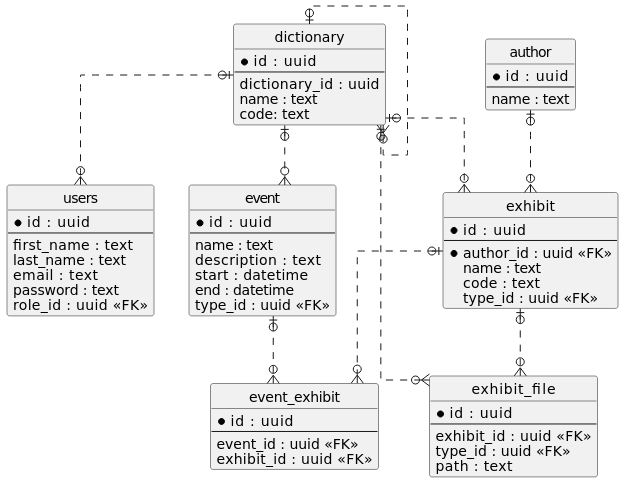 dictionary
id : uuid
dictionary_id : uuid
name : text
code: text
author
id : uuid
name : text
users
id : uuid
first_name : text
last_name : text
email : text
password : text
role_id : uuid «FK»
event
id : uuid
name : text
description : text
start : datetime
end : datetime
type_id : uuid «FK»
exhibit
id : uuid
author_id : uuid «FK»
name : text
code : text
type_id : uuid «FK»
event_exhibit
id : uuid
event_id : uuid «FK»
exhibit_id : uuid «FK»
exhibit_file
id : uuid
exhibit_id : uuid «FK»
type_id : uuid «FK»
path : text